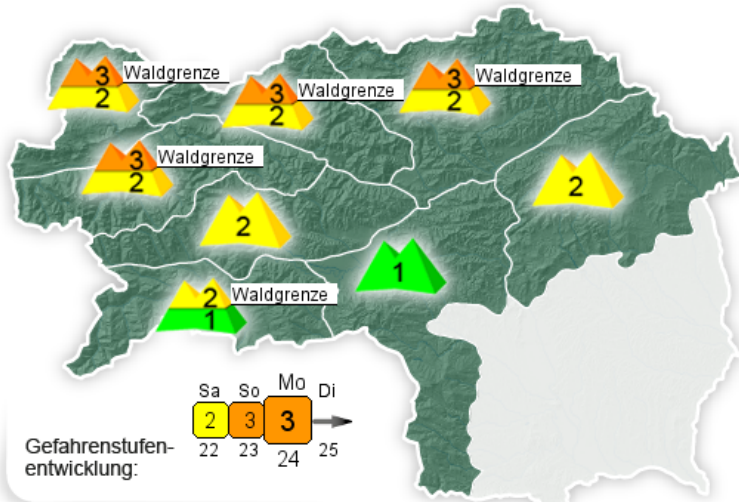 3 Waldgrenze
2
3 Waldgrenze
2
3 Waldgrenze
2
3 Waldgrenze
2
2
2
1
2 Waldgrenze
1
Sa So Mo Di
2 3 3
22 23 24 25
Gefahrenstufen-
entwicklung: